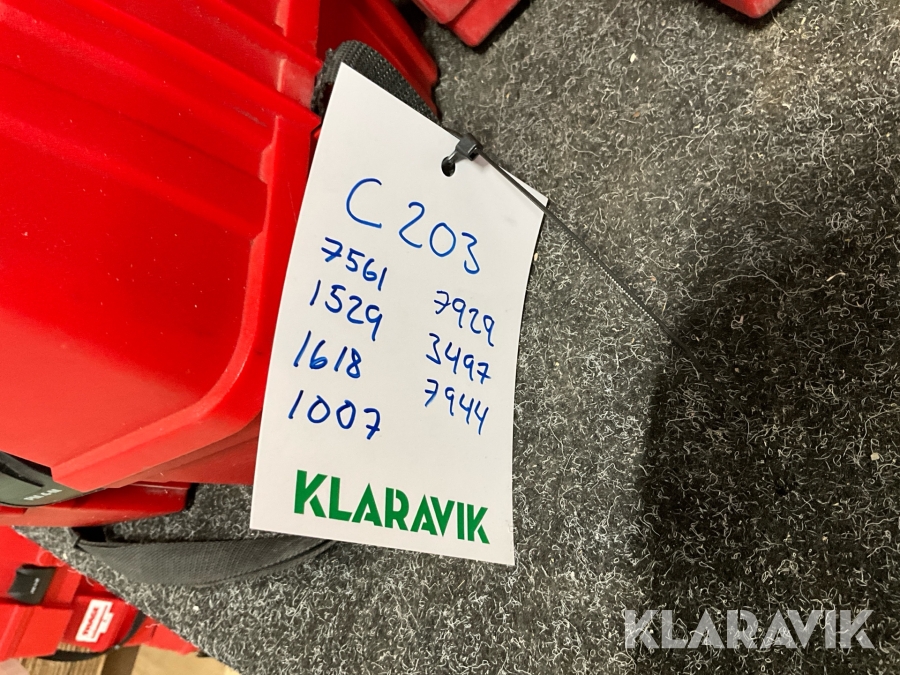 C 203
7561
1529
1618
1007
7929
3497
7944
KLARAVIK
KLARAVIK